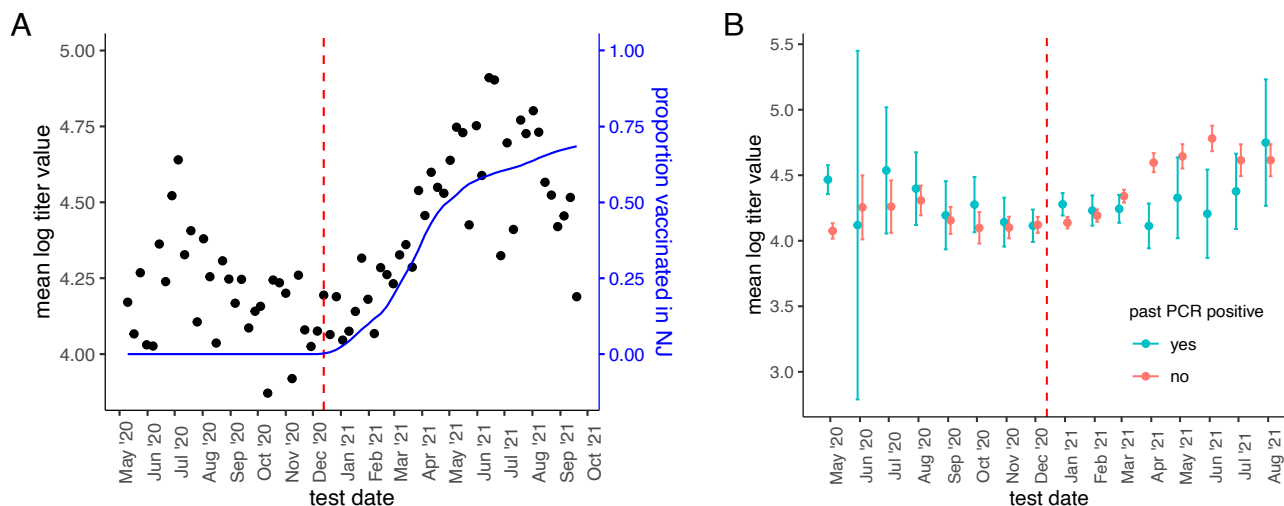 A
mean log titer value
5.00
4.75
4.50
4.25
4.00
1.00
0.75
0.50
0.25
0.00
proportion vaccinated in NJ
May '20
Jun '20
Jul '20
Aug '20
Sep '20
Oct '20
Nov '20
Dec '20
Jan '21
Feb '21
Mar '21
Apr '21
May '21
Jun '21
Jul '21
Aug '21
Sep '21
Oct '21
test date
B
mean log titer value
5.5
5.0
4.5
4.0
3.5
3.0
past PCR positive
yes
no
May '20
Jun '20
Jul '20
Aug '20
Sep '20
Oct '20
Nov '20
Dec '20
Jan '21
Feb '21
Mar '21
Apr '21
May '21
Jun '21
Jul '21
Aug '21
test date